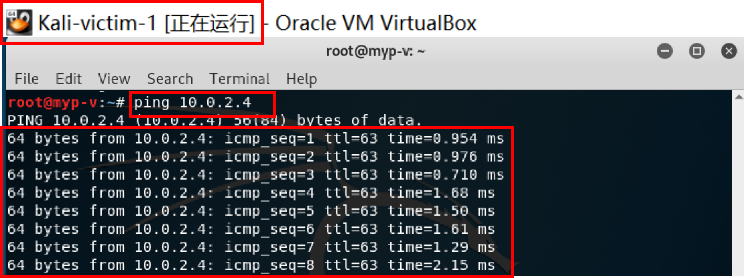 Kali-victim-1 [正在运行] - Oracle VM VirtualBox
root@myp-v: ~
File Edit View Search Terminal Help
root@myp-v:~# ping 10.0.2.4
PING 10.0.2.4 (10.0.2.4) 56(84) bytes of data.
64 bytes from 10.0.2.4: icmp_seq=1 ttl=63 time=0.954 ms
64 bytes from 10.0.2.4: icmp_seq=2 ttl=63 time=0.976 ms
64 bytes from 10.0.2.4: icmp_seq=3 ttl=63 time=0.710 ms
64 bytes from 10.0.2.4: icmp_seq=4 ttl=63 time=1.68 ms
64 bytes from 10.0.2.4: icmp_seq=5 ttl=63 time=1.50 ms
64 bytes from 10.0.2.4: icmp_seq=6 ttl=63 time=1.61 ms
64 bytes from 10.0.2.4: icmp_seq=7 ttl=63 time=1.29 ms
64 bytes from 10.0.2.4: icmp_seq=8 ttl=63 time=2.15 ms